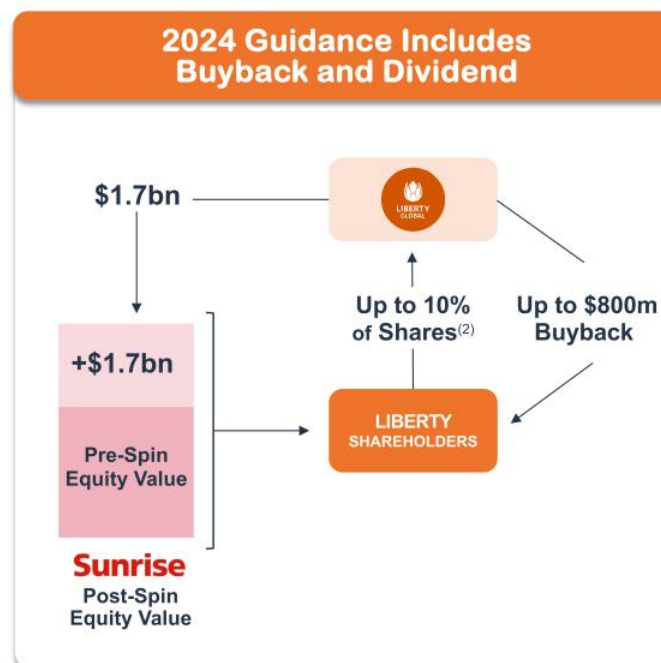 2024 Guidance Includes
Buyback and Dividend
$1.7bn
LIBERTY
GLOBAL
Up to 10%
of Shares(2)
Up to $800m
Buyback
+$1.7bn
LIBERTY
SHAREHOLDERS
Pre-Spin
Equity Value
Sunrise
Post-Spin
Equity Value